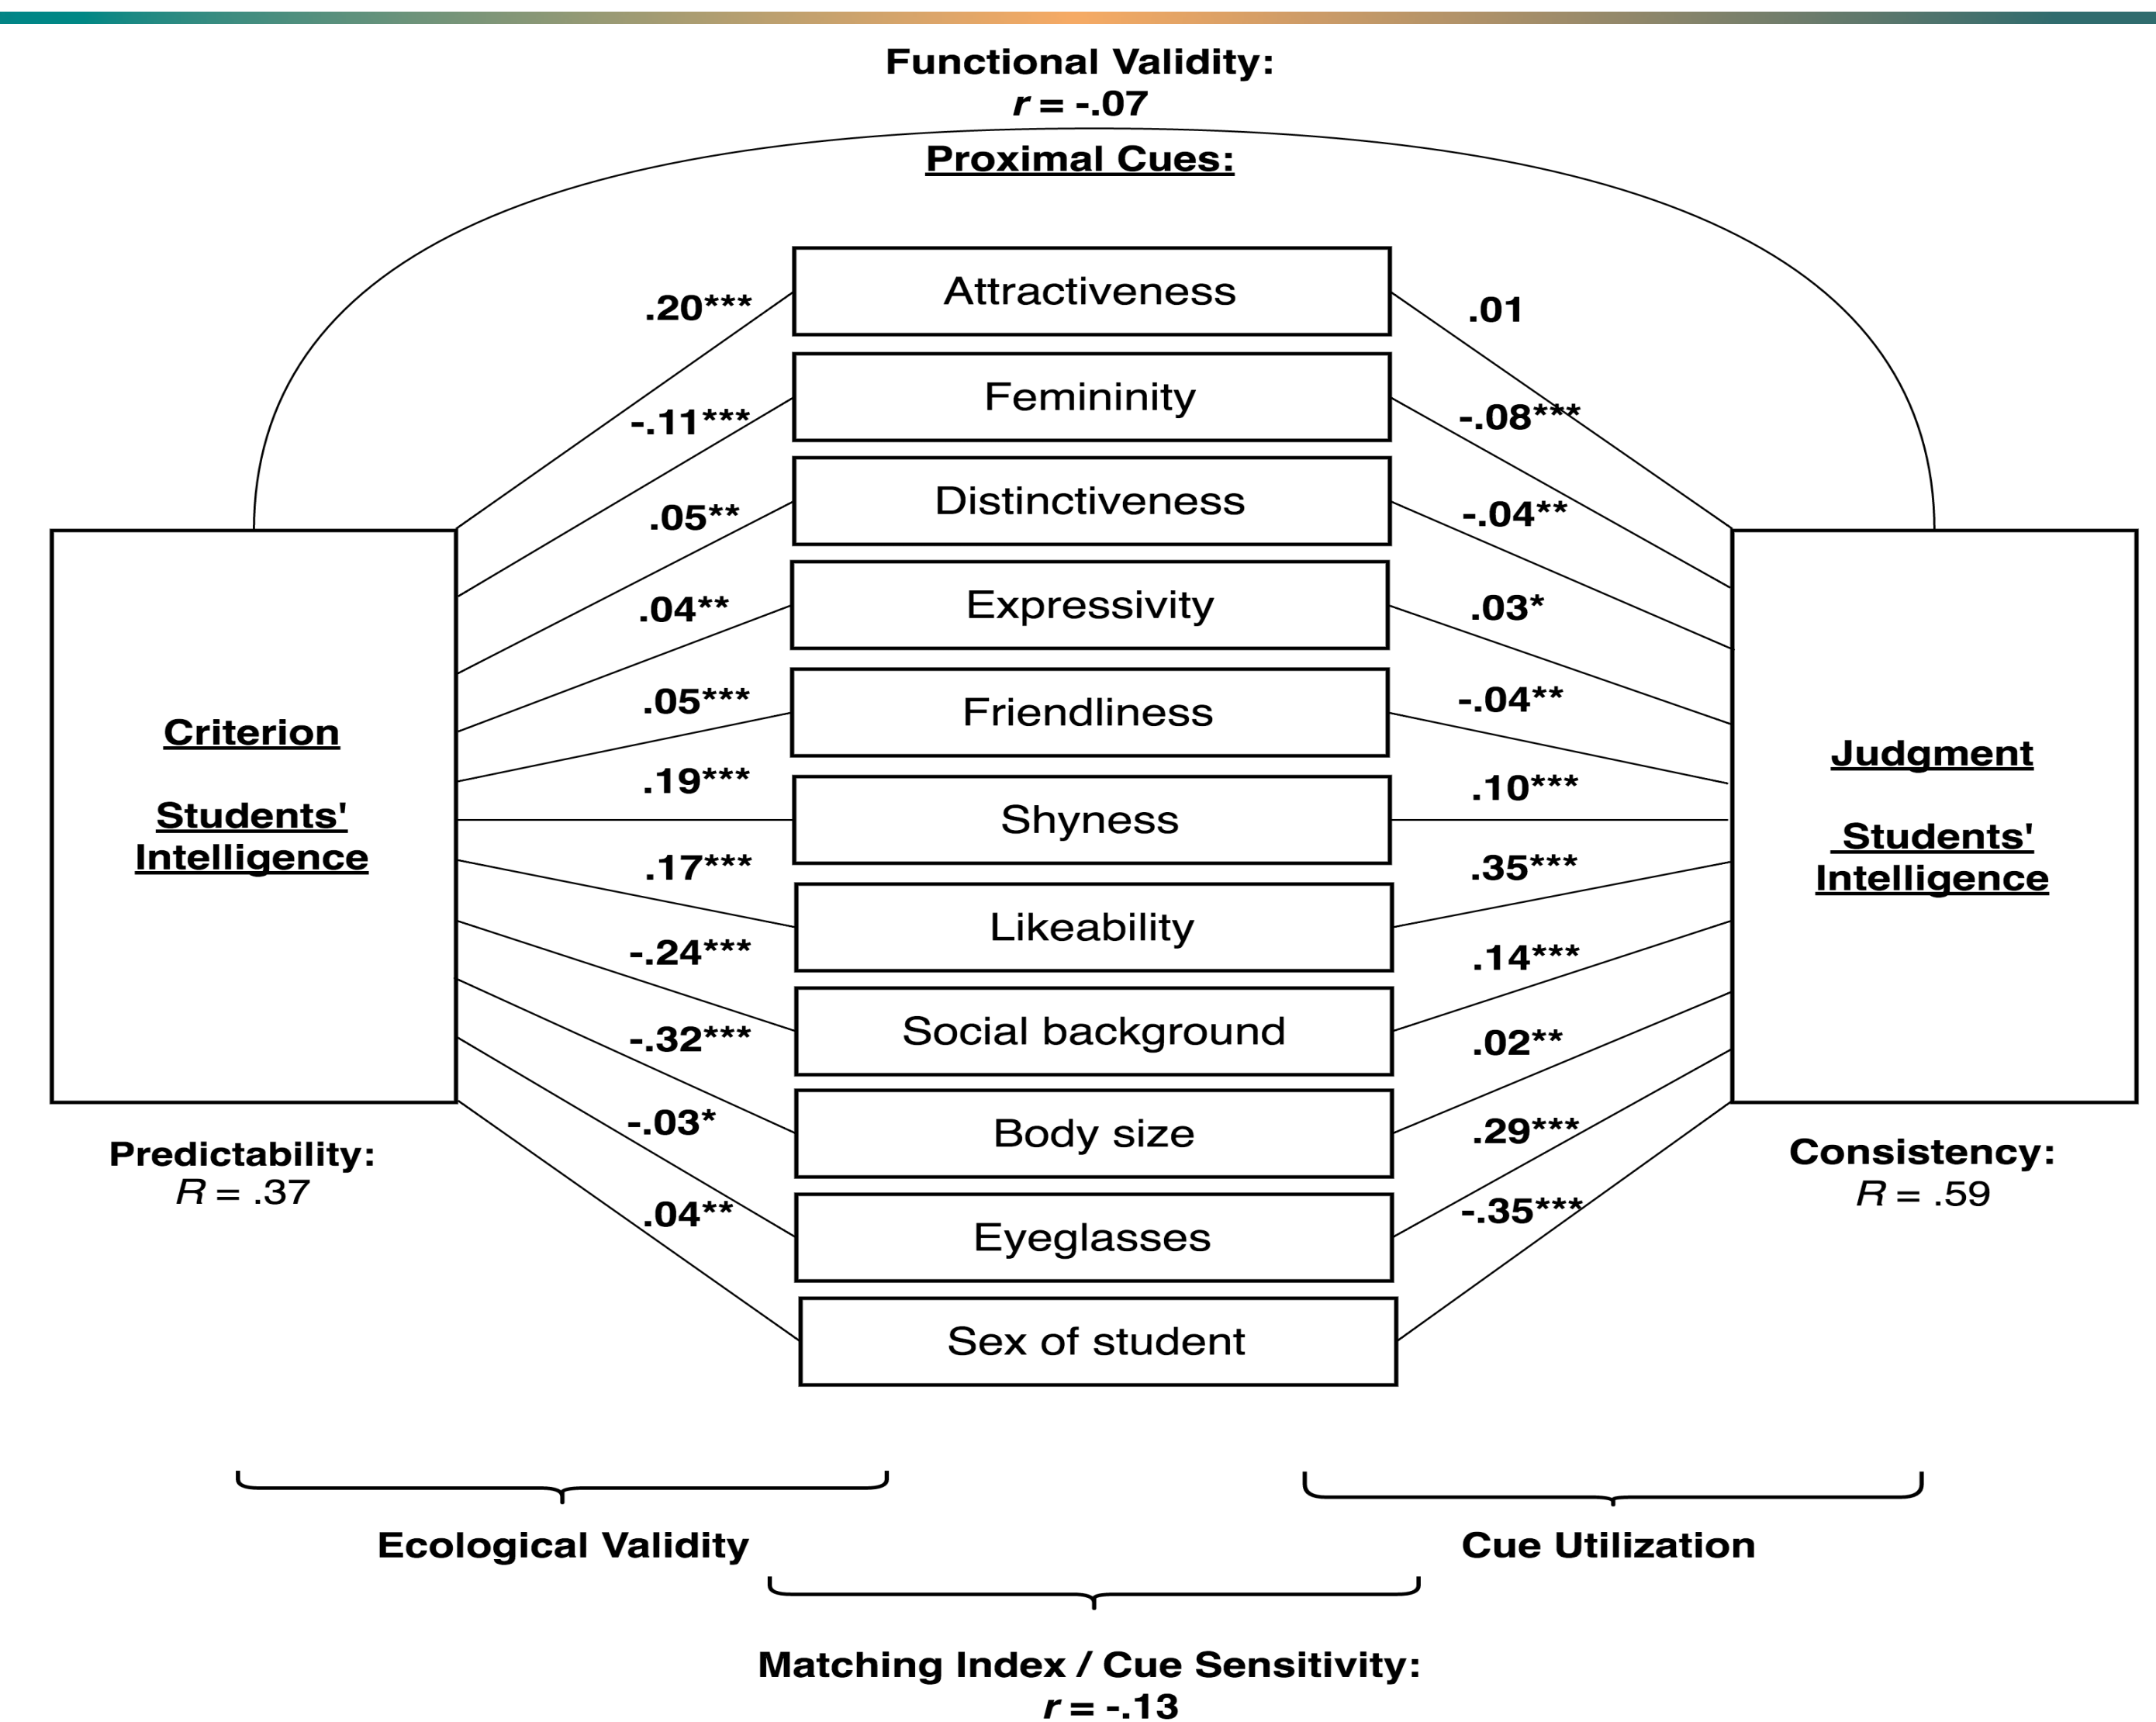 Functional Validity:
r = -.07
Proximal Cues:
.20***
Attractiveness
.01
-.11***
Femininity
-.08***
.05**
Distinctiveness
-.04**
.04**
Expressivity
.03*
.05***
Friendliness
-.04**
.19***
Shyness
.10***
.17***
Likeability
.35***
-.24***
Social background
.14***
-.32***
Body size
.02**
-.03*
Eyeglasses
.29***
.04**
Sex of student
-.35***
Criterion
Students'
Intelligence
Judgment
Students'
Intelligence
Predictability:
R = .37
Consistency:
R = .59
Ecological Validity
Cue Utilization
Matching Index / Cue Sensitivity:
r = -.13